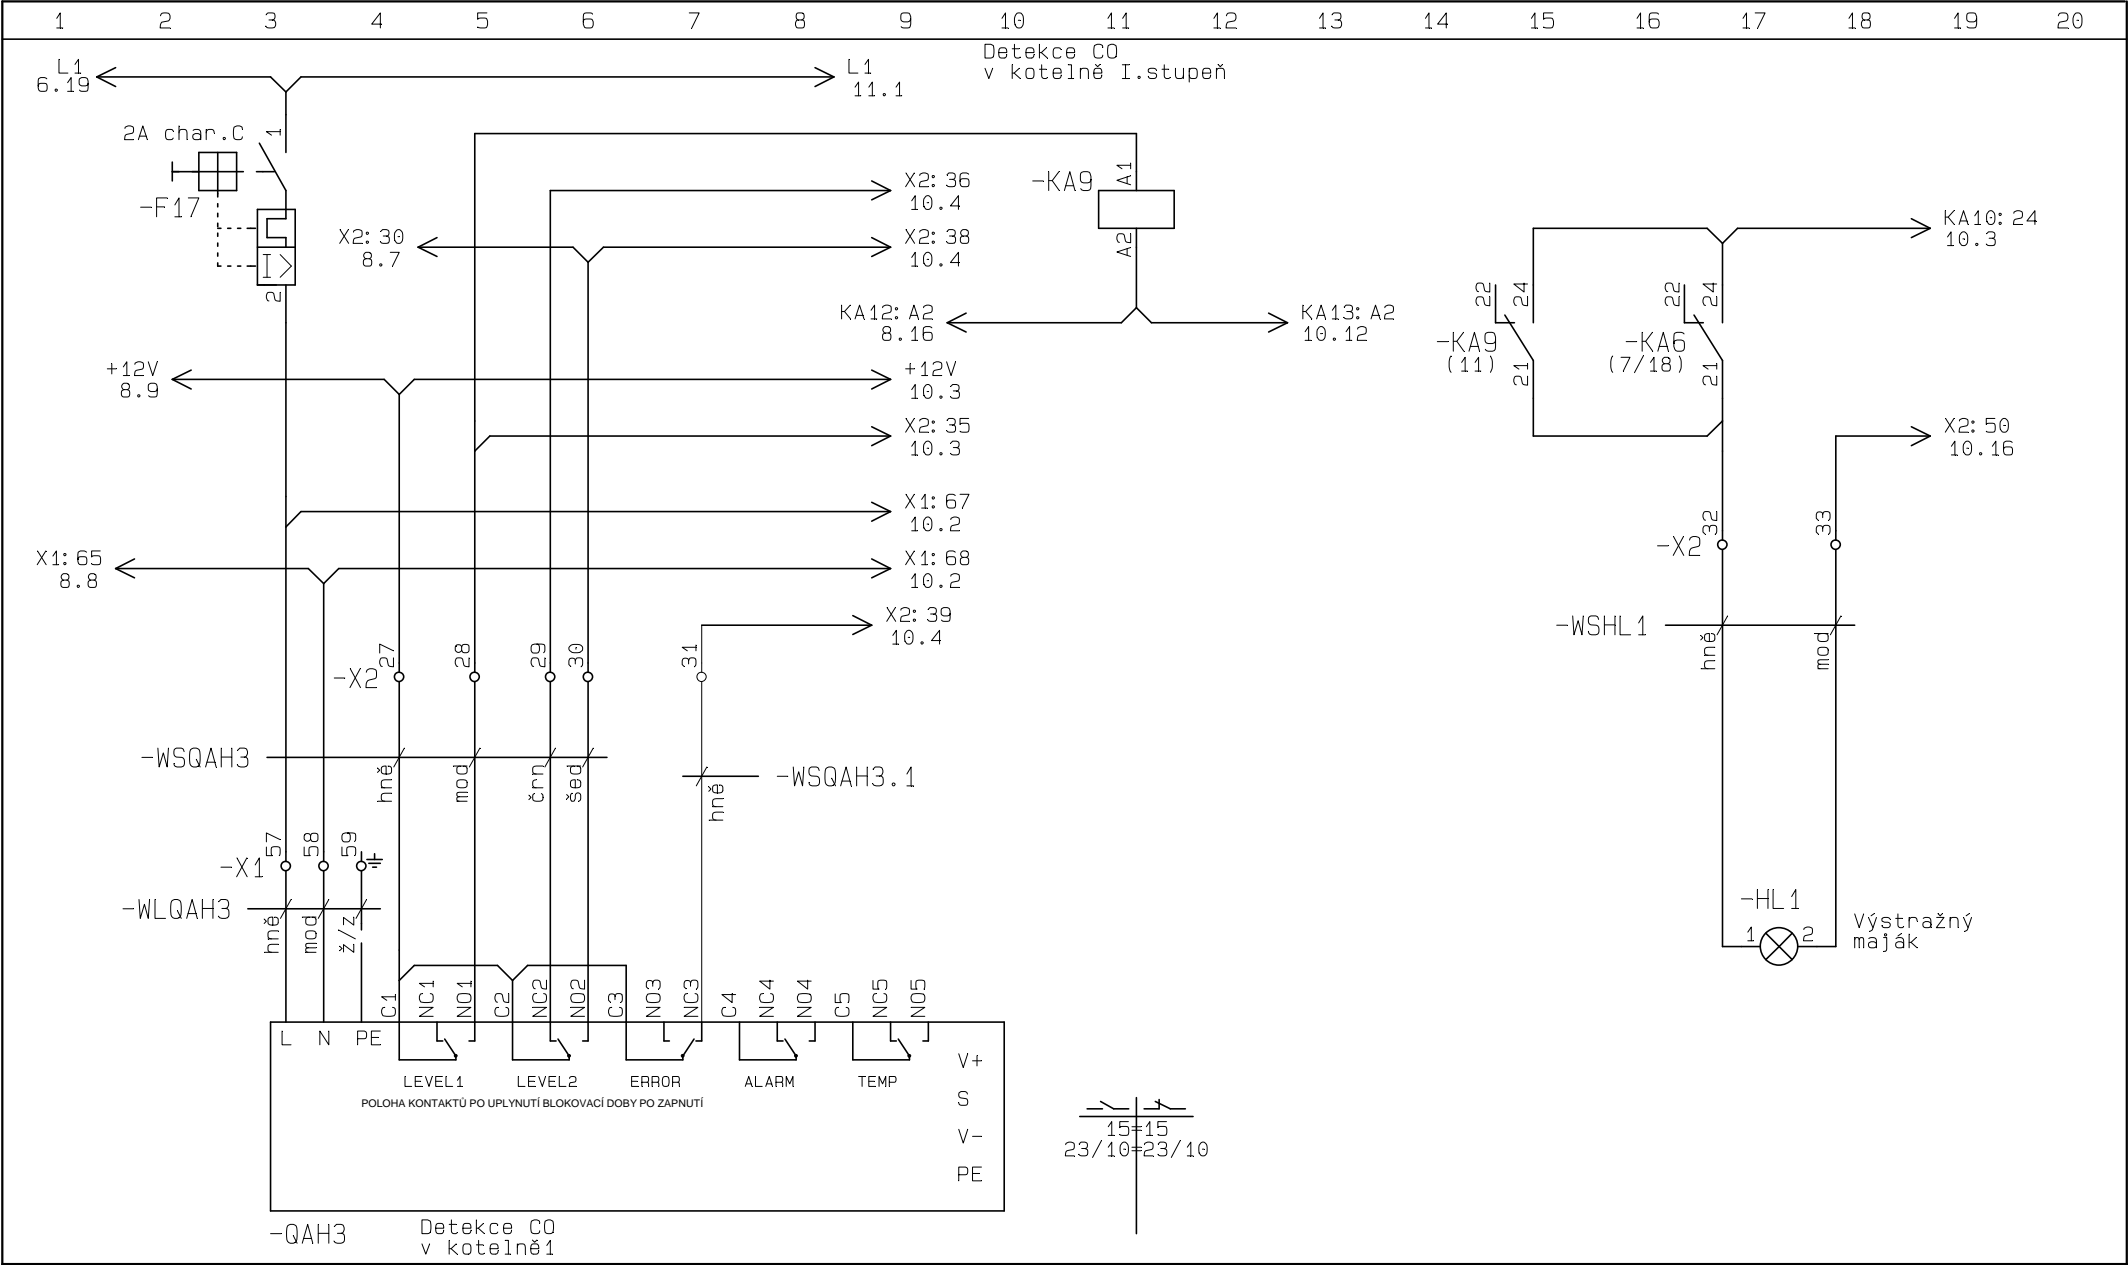 1 2 3 4 5 6 7 8 9 10 11 12 13 14 15 16 17 18 19 20
Detekce CO
v kotelně I.stupeň
L1
6.19
L1
11.1
2A char.C
1
-F17
I>
2
X2:36
10.4
X2:30
8.7
X2:38
10.4
-KA9
A1
A2
KA12:A2
8.16
KA13:A2
10.12
KA10:24
10.3
22
24
-KA9
(11)
21
22
24
-KA6
(7/18)
21
+12V
8.9
+12V
10.3
X2:35
10.3
X2:50
10.16
X1:67
10.2
X1:65
8.8
X1:68
10.2
-X2
32
33
X2:39
10.4
-WSHL1
hně
mod
-X2
27
28
29
30
31
-WSQAH3
hně
mod
črn
šed
-WSQAH3.1
hně
-X1
57
58
59
-WLQAH3
hně
mod
ž/z
-HL1
1
2
Výstražný
maják
C1
NC1
NO1
C2
NC2
NO2
C3
NO3
NC3
C4
NC4
NO4
C5
NC5
NO5
L N PE
LEVEL1 LEVEL2 ERROR ALARM TEMP
POLOHA KONTAKTŮ PO UPLYNUTÍ BLOKOVACÍ DOBY PO ZAPNUTÍ
V+
S
V-
PE
15=15
23/10=23/10
-QAH3
Detekce CO
v kotelně1